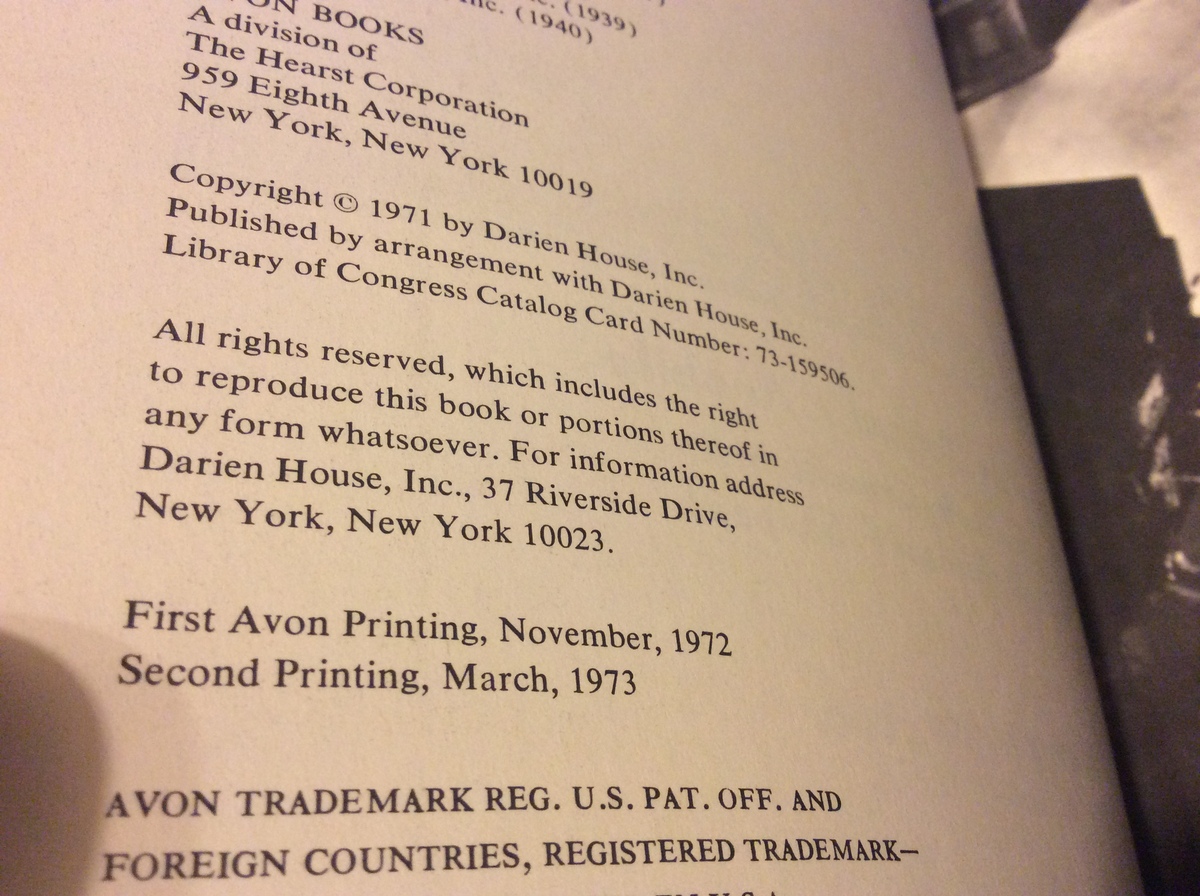 (1939)
Inc. (1940)
BOOKS
A division of
The Hearst Corporation
959 Eighth Avenue
New York, New York 10019
Copyright © 1971 by Darien House, Inc.
Published by arrangement with Darien House, Inc.
Library of Congress Catalog Card Number: 73-159506.
All rights reserved, which includes the right
to reproduce this book or portions thereof in
any form whatsoever. For information address
Darien House, Inc., 37 Riverside Drive,
New York, New York 10023.
First Avon Printing, November, 1972
Second Printing, March, 1973
AVON TRADEMARK REG. U.S. PAT. OFF. AND
FOREIGN COUNTRIES, REGISTERED TRADEMARK—